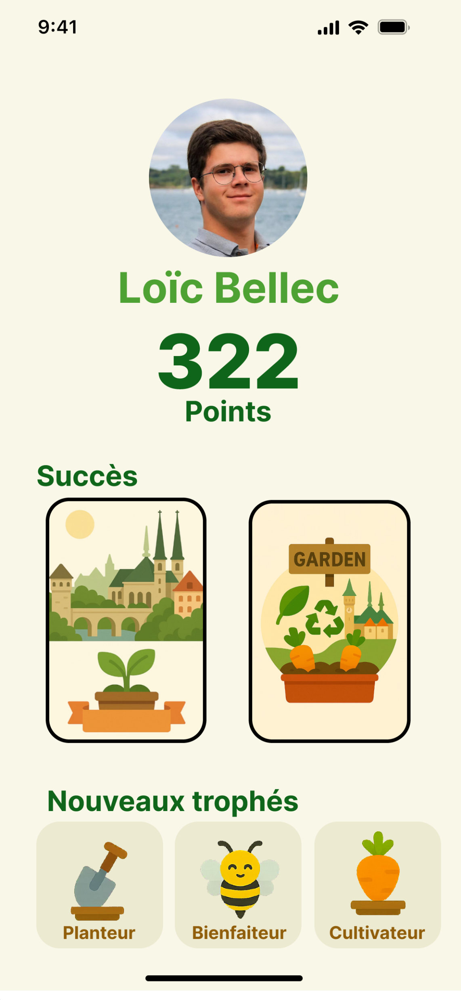 9:41
Loïc Bellec
322
Points
Succès
GARDEN
Nouveaux trophés
Planteur
Bienfaiteur
Cultivateur